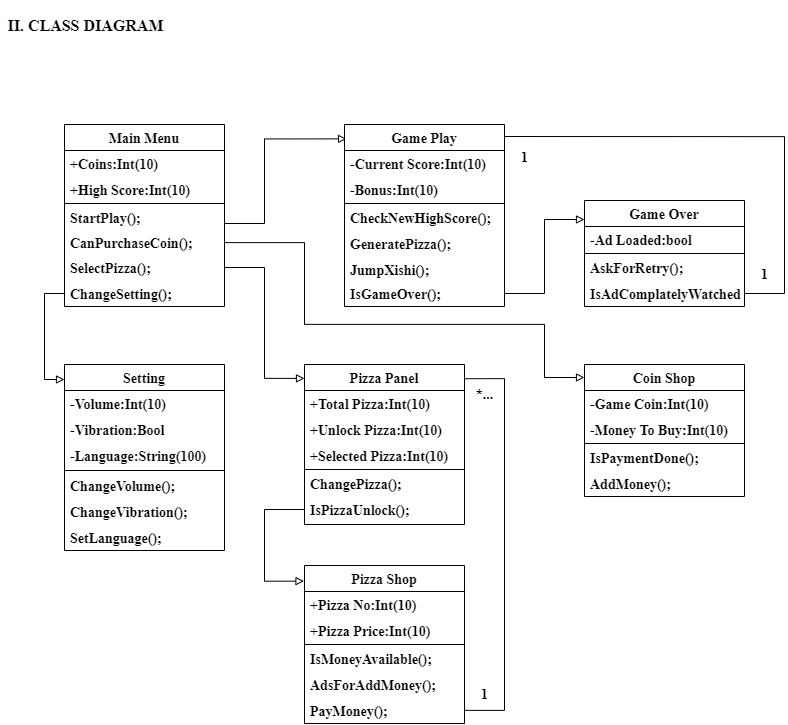 II. CLASS DIAGRAM
Main Menu
+Coins:Int(10)
+High Score:Int(10)
StartPlay();
CanPurchaseCoin();
SelectPizza();
ChangeSetting();
Game Play
-Current Score:Int(10)
-Bonus:Int(10)
CheckNewHighScore();
GeneratePizza();
JumpXishi();
IsGameOver();
1
Game Over
-Ad Loaded:bool
AskForRetry();
IsAdComplatelyWatched
1
Setting
-Volume:Int(10)
-Vibration:Bool
-Language:String(100)
ChangeVolume();
ChangeVibration();
SetLanguage();
Pizza Panel
+Total Pizza:Int(10)
+Unlock Pizza:Int(10)
+Selected Pizza:Int(10)
ChangePizza();
IsPizzaUnlock();
*...
Coin Shop
-Game Coin:Int(10)
-Money To Buy:Int(10)
IsPaymentDone();
AddMoney();
Pizza Shop
+Pizza No:Int(10)
+Pizza Price:Int(10)
IsMoneyAvailable();
AdsForAddMoney();
PayMoney();
1